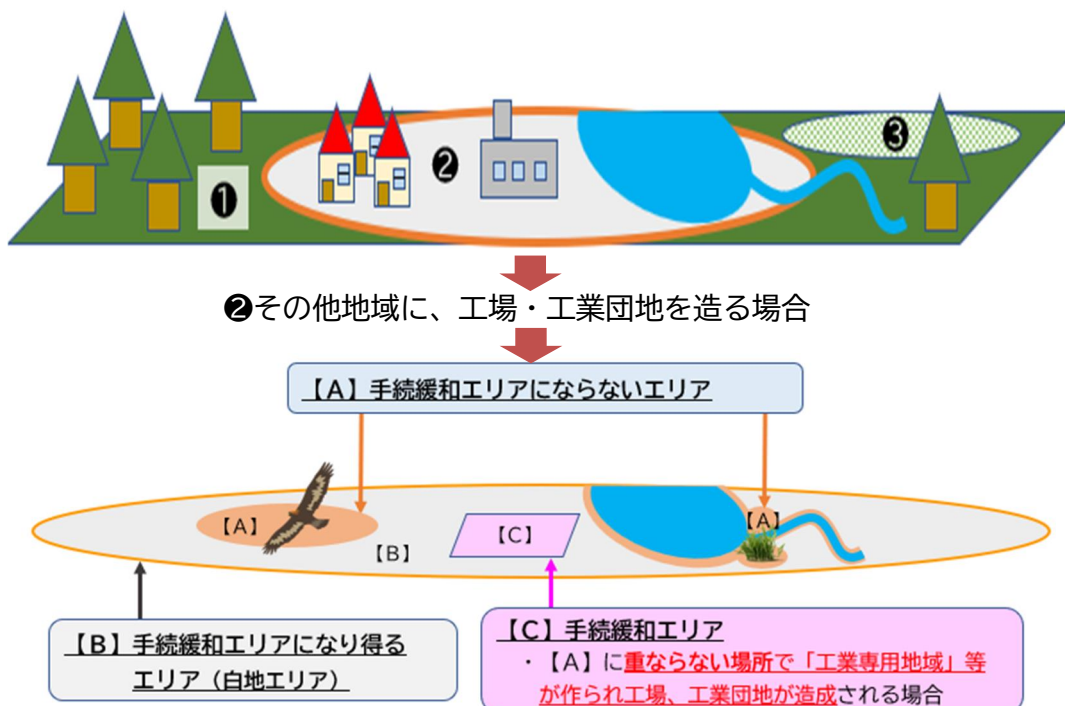 ❶
❷
❸
❷その他地域に、工場・工業団地を造る場合
【A】手続緩和エリアにならないエリア
【A】
【B】
【C】
【A】
【B】手続緩和エリアになり得る
エリア（白地エリア）
【C】手続緩和エリア
・【A】に重ならない場所で「工業専用地域」等
が作られ工場、工業団地が造成される場合